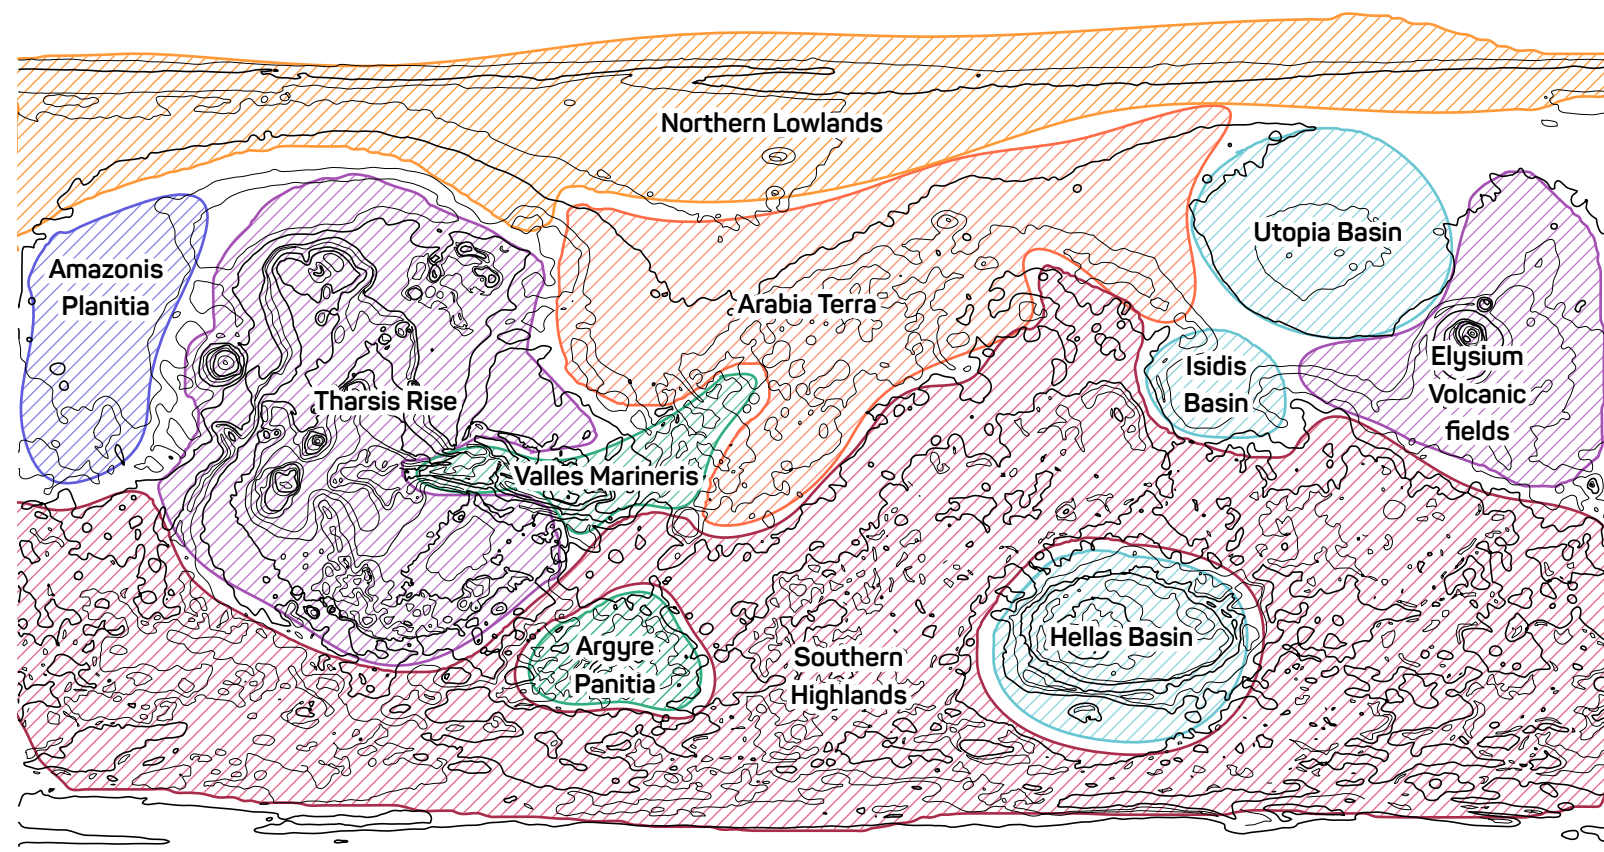 Northern Lowlands
Utopia Basin
Amazonis
Planitia
Arabia Terra
Isidis
Basin
Elysium
Volcanic
fields
Tharsis Rise
Valles Marineris
Argyre
Panitia
Southern
Highlands
Hellas Basin